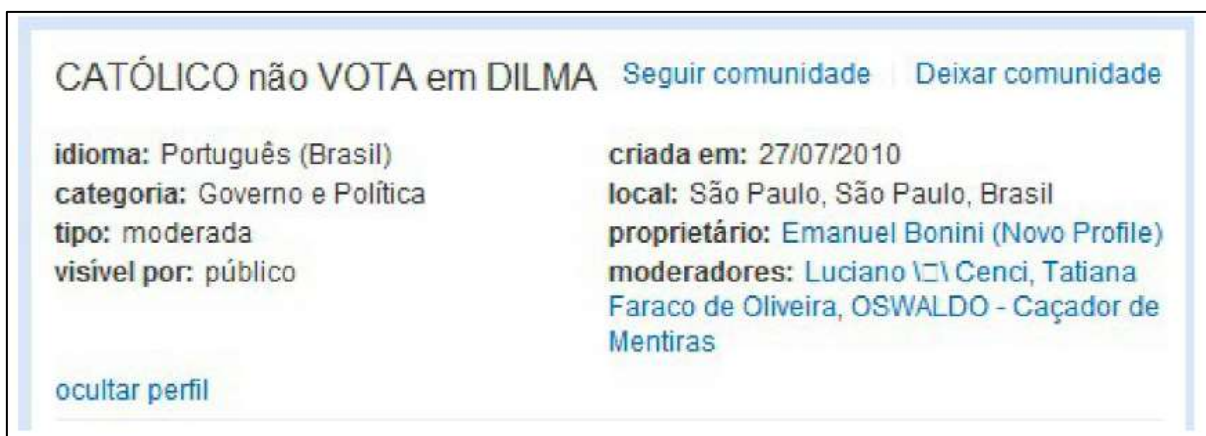 CATÓLICO não VOTA em DILMA Seguir comunidade Deixar comunidade
idioma: Português (Brasil)
categoria: Governo e Política
tipo: moderada
visível por: público
criada em: 27/07/2010
local: São Paulo, São Paulo, Brasil
proprietário: Emanuel Bonini (Novo Profile)
moderadores: Luciano \□\ Cenci, Tatiana
Faraco de Oliveira, OSWALDO - Caçador de
Mentiras
ocultar perfil